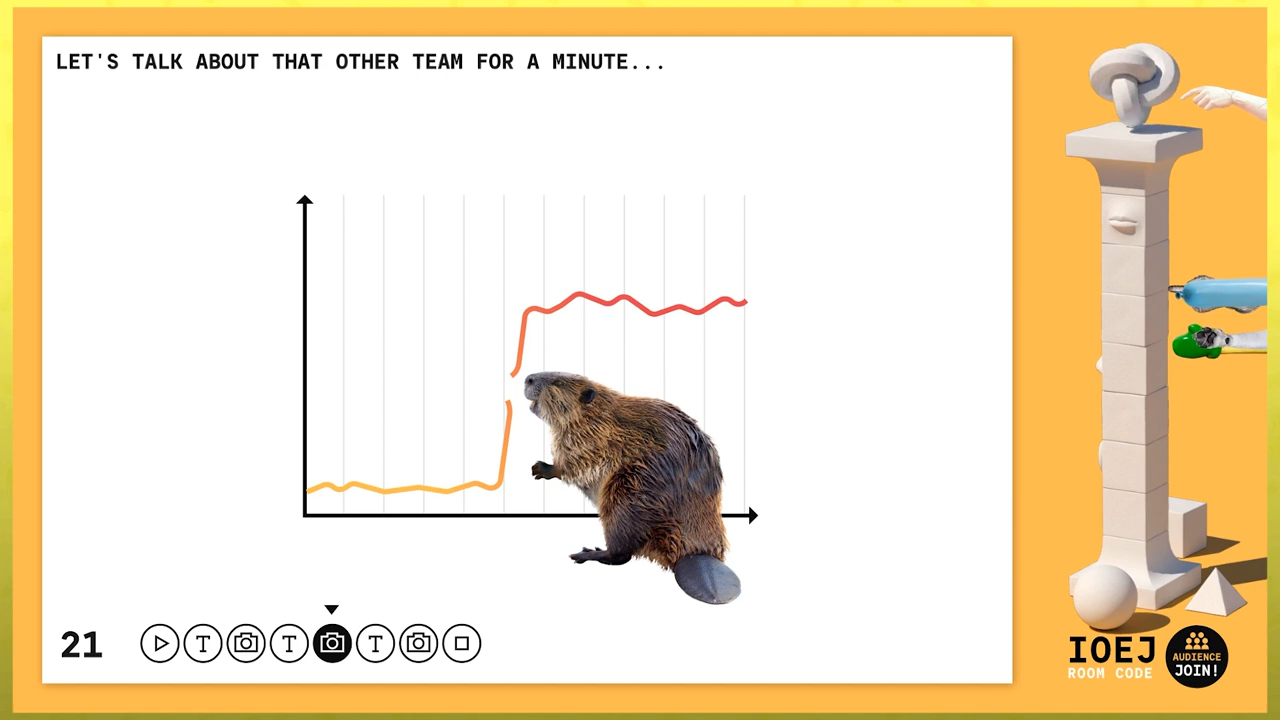 LET'S TALK ABOUT THAT OTHER TEAM FOR A MINUTE...
21
T
T
T
IOEJ
ROOM CODE
AUDIENCE
JOIN!